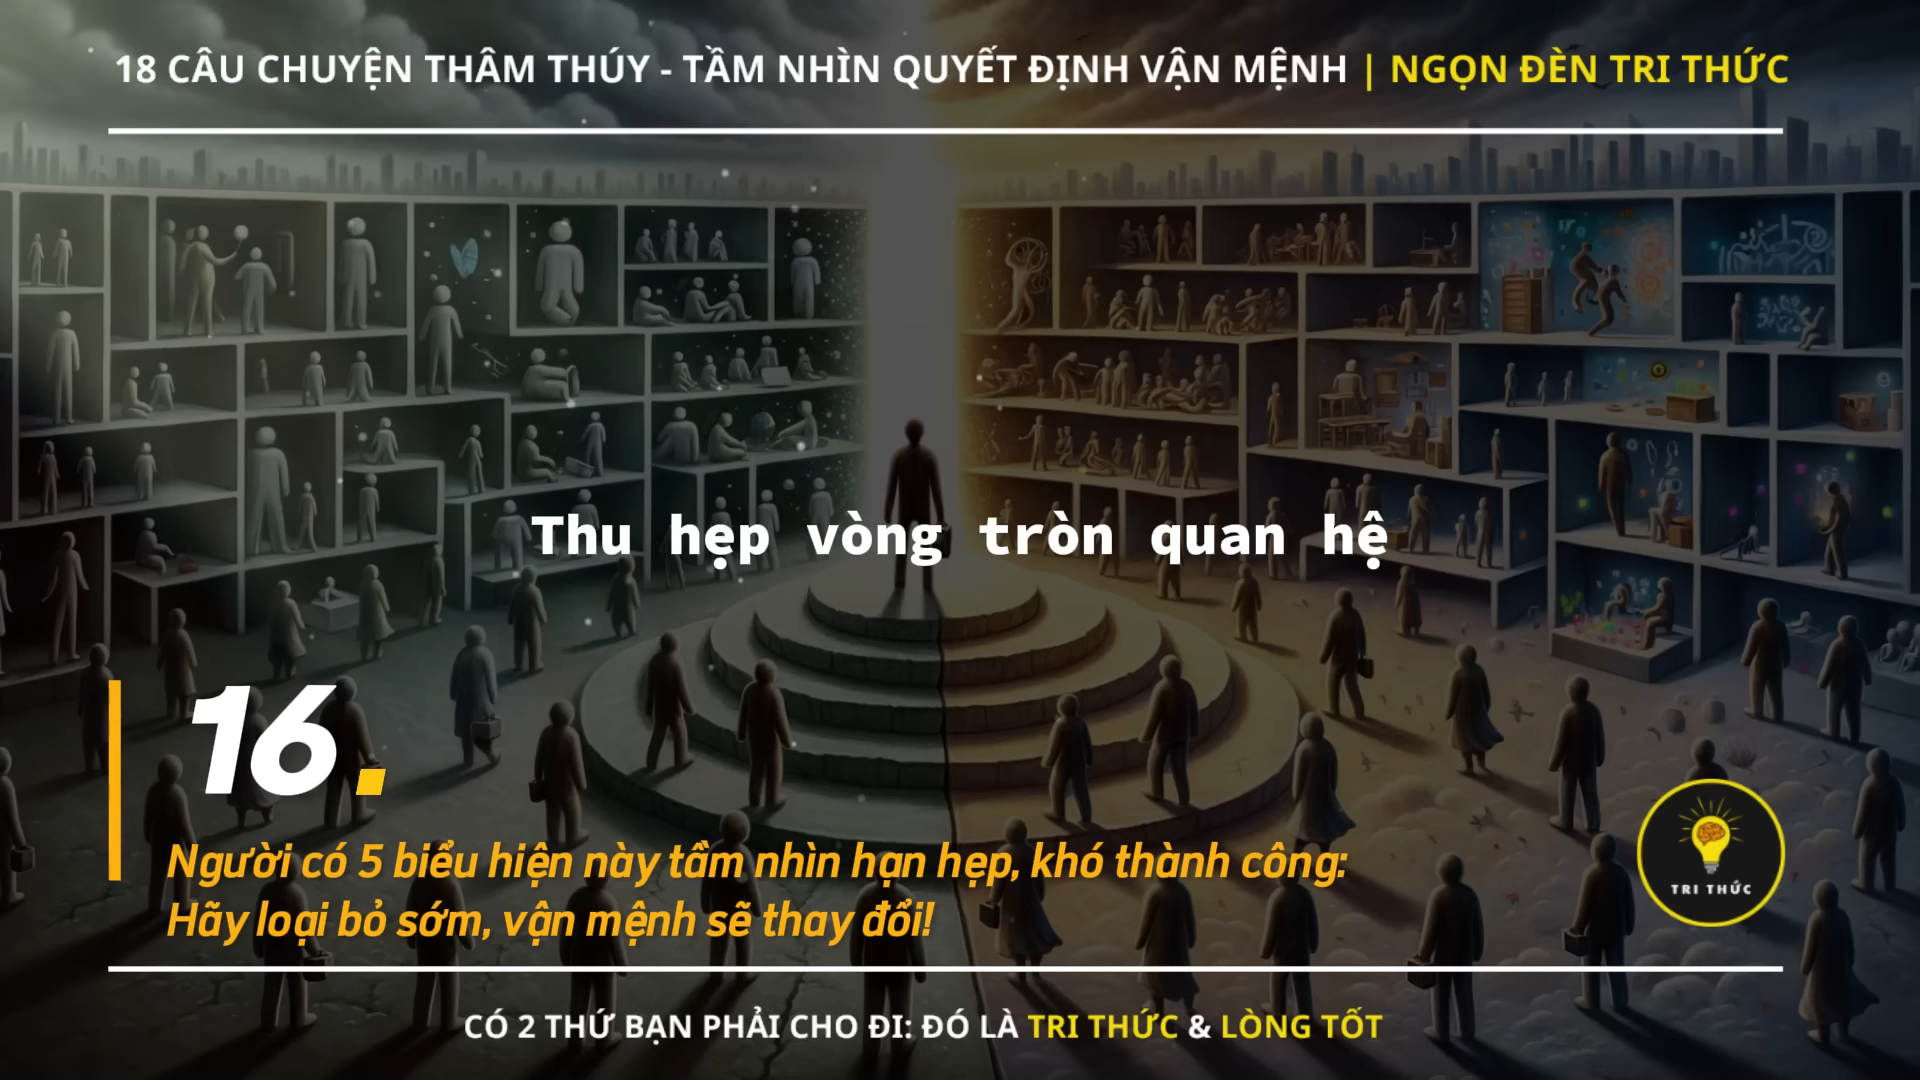 18 CÂU CHUYỆN THÂM THÚY - TẦM NHÌN QUYẾT ĐỊNH VẬN MỆNH | NGỌN ĐÈN TRI THỨC
Thu hẹp vòng tròn quan hệ
16.
Người có 5 biểu hiện này tầm nhìn hạn hẹp, khó thành công:
Hãy loại bỏ sớm, vận mệnh sẽ thay đổi!
TRI THỨC
CÓ 2 THỨ BẠN PHẢI CHO ĐI: ĐÓ LÀ TRI THỨC & LÒNG TỐT